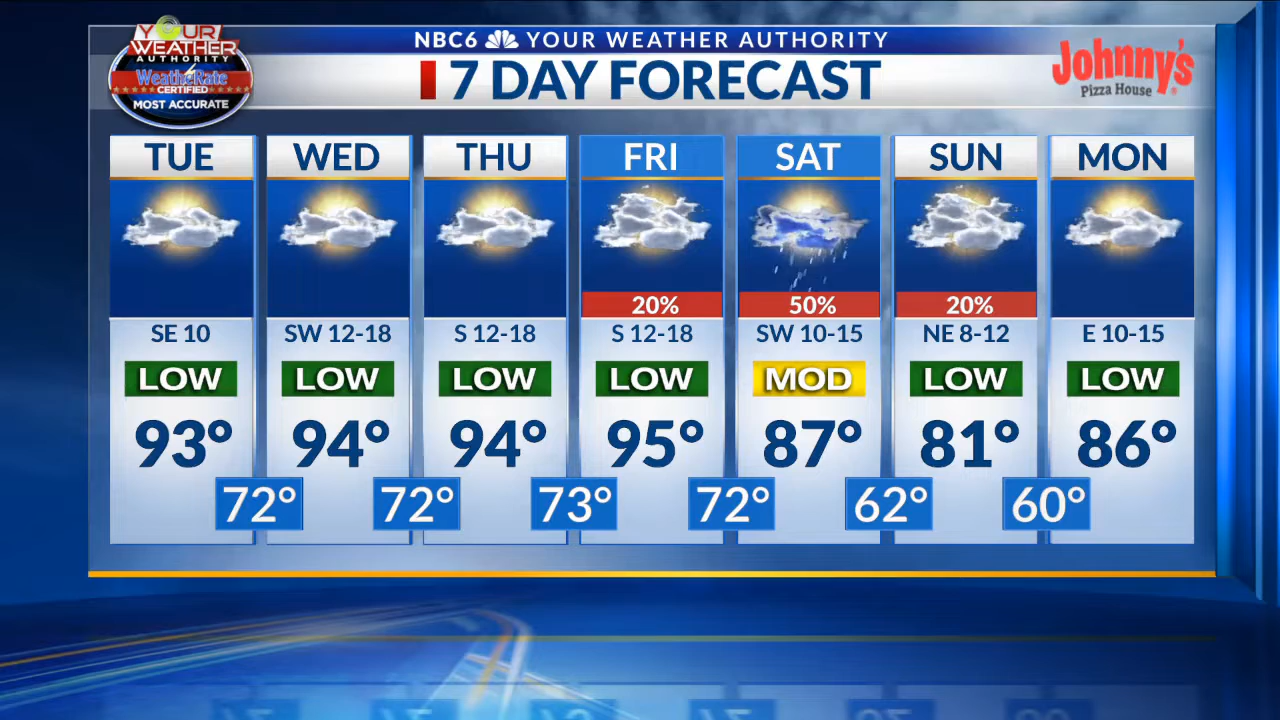 YOUR
WEATHER
AUTHORITY
WeatheRate
CERTIFIED
MOST ACCURATE
NBC6 YOUR WEATHER AUTHORITY
7 DAY FORECAST
Johnny's
Pizza House
TUE WED THU FRI SAT SUN MON
20% 50% 20%
SE 10 SW 12-18 S 12-18 S 12-18 SW 10-15 NE 8-12 E 10-15
LOW LOW LOW LOW MOD LOW LOW
93° 94° 94° 95° 87° 81° 86°
72° 72° 73° 72° 62° 60°